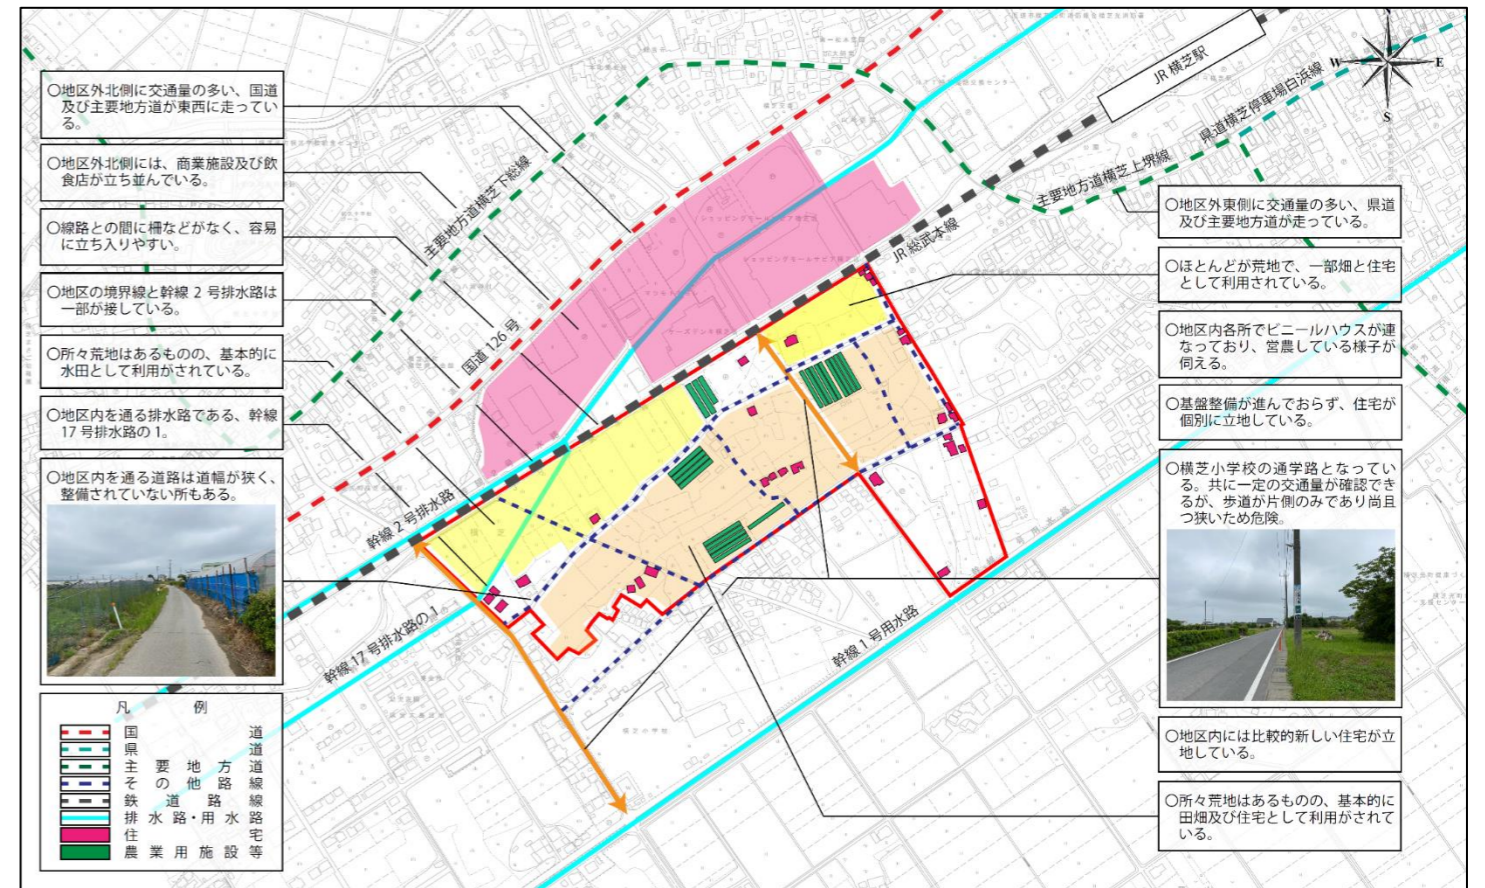 ○地区外北側に交通量の多い、国道
及び主要地方道が東西に走ってい
る。
○地区外北側には、商業施設及び飲
食店が立ち並んでいる。
○線路との間に柵などがなく、容易
に立ち入りやすい。
○地区の境界線と幹線2号排水路は
一部が接している。
○所々荒地はあるものの、基本的に
水田として利用がされている。
○地区内を通る排水路である、幹線
17号排水路の1。
○地区内を通る道路は道幅が狭く、
整備されていない所もある。
凡例
国道
県道
主要地方道
その他路線
鉄道路線
排水路・用水路
住宅
農業用施設等
主要地方道横芝下総線
国道126号
幹線2号排水路
幹線17号排水路の1
幹線1号用水路
JR総武本線
JR横芝駅
主要地方道横芝上堺線
県道横芝停車場白浜線
N
W
E
S
横芝小学校
○地区外東側に交通量の多い、県道
及び主要地方道が走っている。
○ほとんどが荒地で、一部畑と住宅
として利用されている。
○地区内各所でビニールハウスが連
なっており、営農している様子が
伺える。
○基盤整備が進んでおらず、住宅が
個別に立地している。
○横芝小学校の通学路となってい
る。共に一定の交通量が確認でき
るが、歩道が片側のみであり尚且
つ狭いため危険。
○地区内には比較的新しい住宅が立
地している。
○所々荒地はあるものの、基本的に
田畑及び住宅として利用がされて
いる。